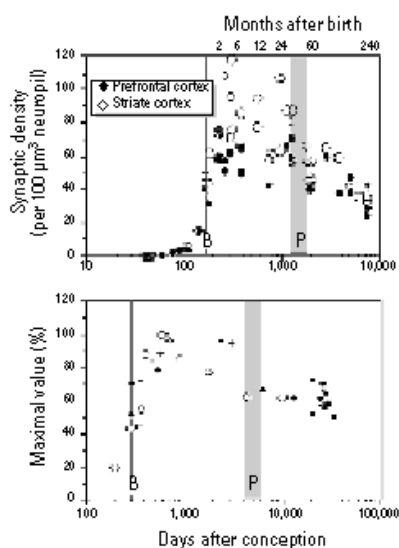 Months after birth
2 6 12 24 60 240
120
100
80
60
40
20
0
Synaptic density
(per 100 µm³ neuropil)
Prefrontal cortex
Striate cortex
B
P
10 100 1,000 10,000
120
100
80
60
40
20
0
Maximal value (%)
B
P
100 1,000 10,000 100,000
Days after conception